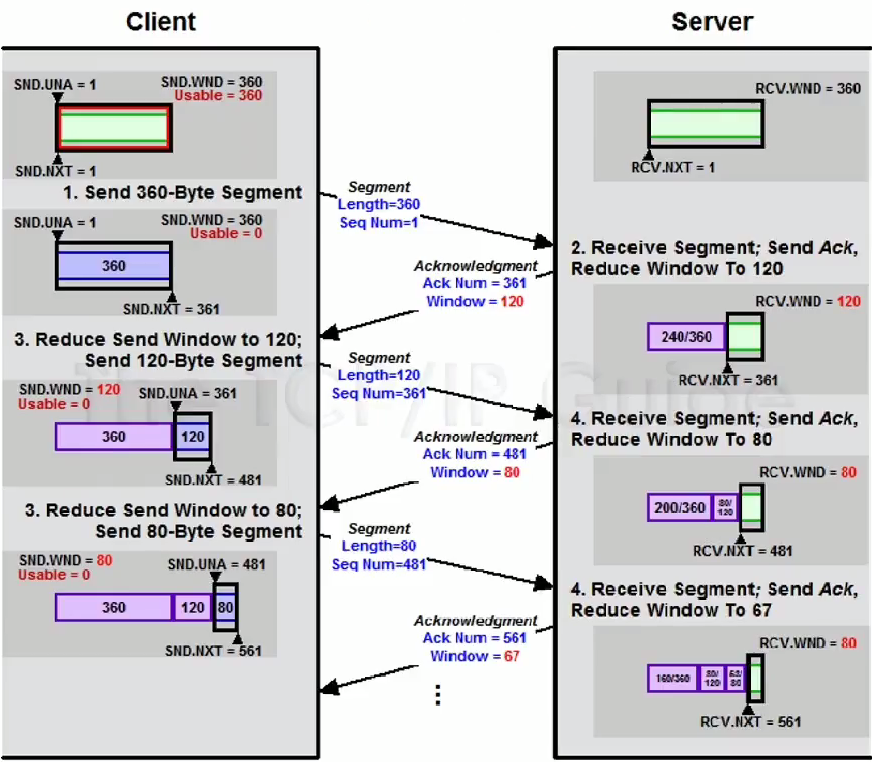 Client
Server
SND.UNA = 1
SND.WND = 360
Usable = 360
SND.NXT = 1
RCV.WND = 360
RCV.NXT = 1
1. Send 360-Byte Segment
Segment
Length=360
Seq Num=1
SND.UNA = 1
SND.WND = 360
Usable = 0
360
SND.NXT = 361
2. Receive Segment; Send Ack,
Reduce Window To 120
Acknowledgment
Ack Num = 361
Window = 120
RCV.WND = 120
240/360
RCV.NXT = 361
3. Reduce Send Window to 120;
Send 120-Byte Segment
Segment
Length=120
Seq Num=361
The TCP/IP Guide
SND.WND = 120
Usable = 0
SND.UNA = 361
360
120
SND.NXT = 481
4. Receive Segment; Send Ack,
Reduce Window To 80
Acknowledgment
Ack Num = 481
Window = 80
RCV.WND = 80
200/360
80/
120
RCV.NXT = 481
3. Reduce Send Window to 80;
Send 80-Byte Segment
Segment
Length=80
Seq Num=481
SND.WND = 80
Usable = 0
SND.UNA = 481
360
120
80
SND.NXT = 561
4. Receive Segment; Send Ack,
Reduce Window To 67
Acknowledgment
Ack Num = 561
Window = 67
RCV.WND = 80
160/360
80/
120
80
RCV.NXT = 561